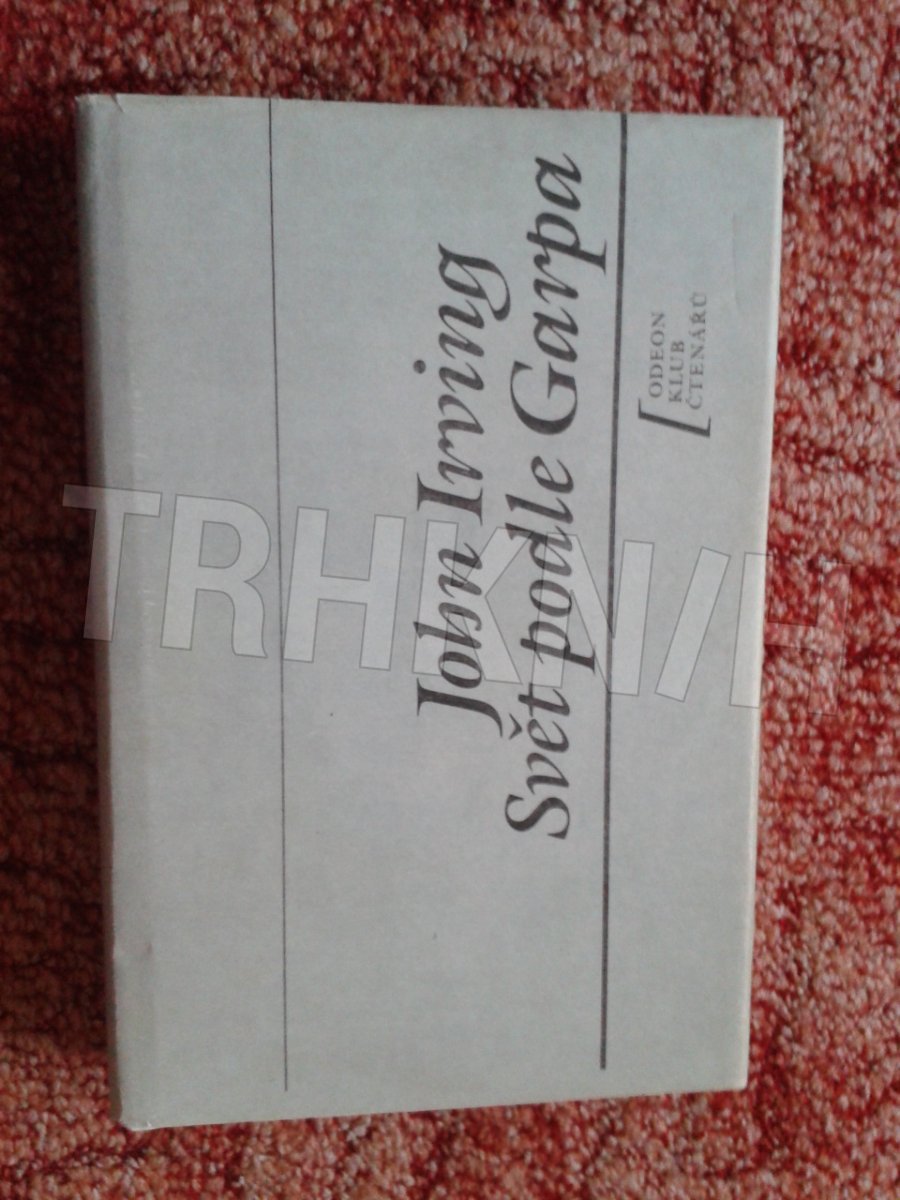 John Irving
Svět podle Garpa
ODEON
KLUB
ČTENÁŘŮ
TRHKNIH